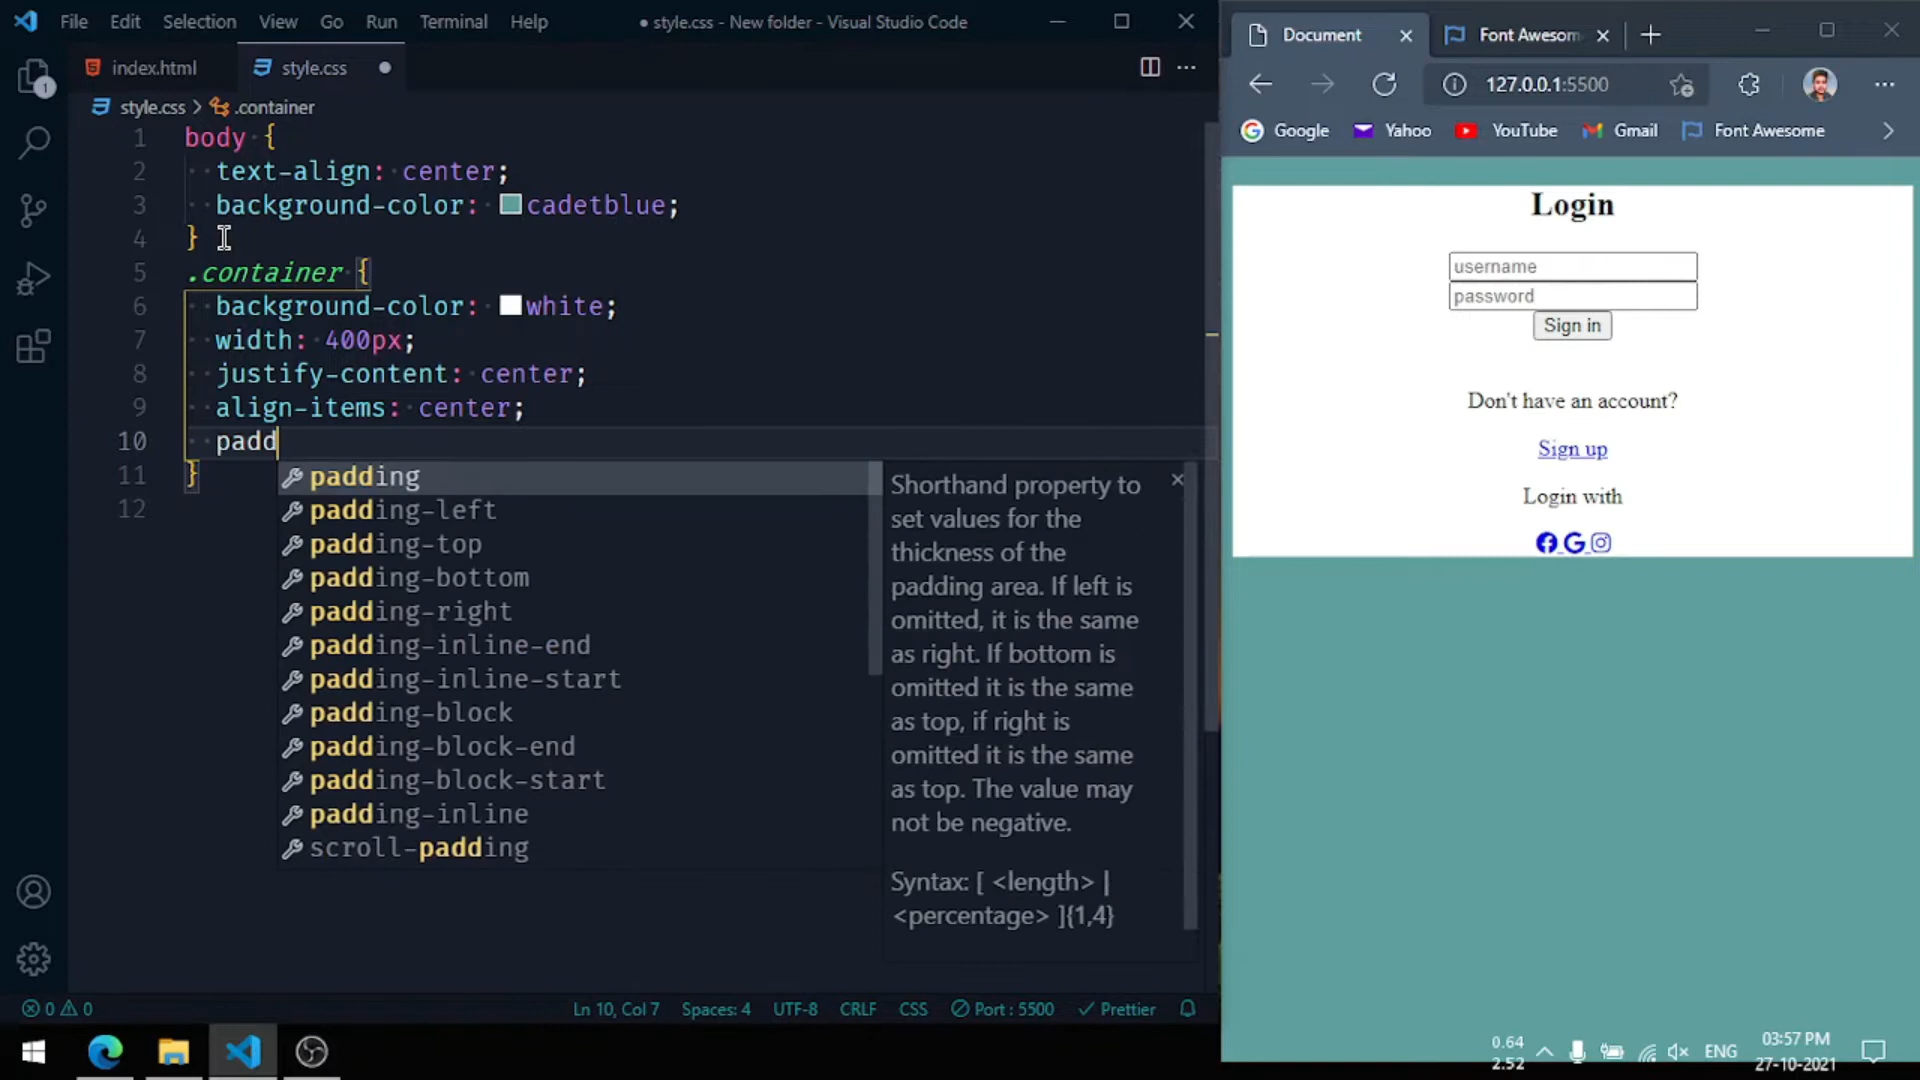 File Edit Selection View Go Run Terminal Help
● style.css - New folder - Visual Studio Code
index.html
style.css ●
style.css > .container
1 body {
2 text-align: center;
3 background-color: cadetblue;
4 }
5 .container {
6 background-color: white;
7 width: 400px;
8 justify-content: center;
9 align-items: center;
10 padd
11 }
12
padding
padding-left
padding-top
padding-bottom
padding-right
padding-inline-end
padding-inline-start
padding-block
padding-block-end
padding-block-start
padding-inline
scroll-padding
Shorthand property to
set values for the
thickness of the
padding area. If left is
omitted, it is the same
as right. If bottom is
omitted it is the same
as top, if right is
omitted it is the same
as top. The value may
not be negative.
Syntax: [ <length> |
<percentage> ]{1,4}
1
0 0
Ln 10, Col 7 Spaces: 4 UTF-8 CRLF CSS Port : 5500 Prettier
Document
Font Awesom
127.0.0.1:5500
Google Yahoo YouTube Gmail Font Awesome
Login
username
password
Sign in
Don't have an account?
Sign up
Login with
0.64
2.52
ENG
03:57 PM
27-10-2021